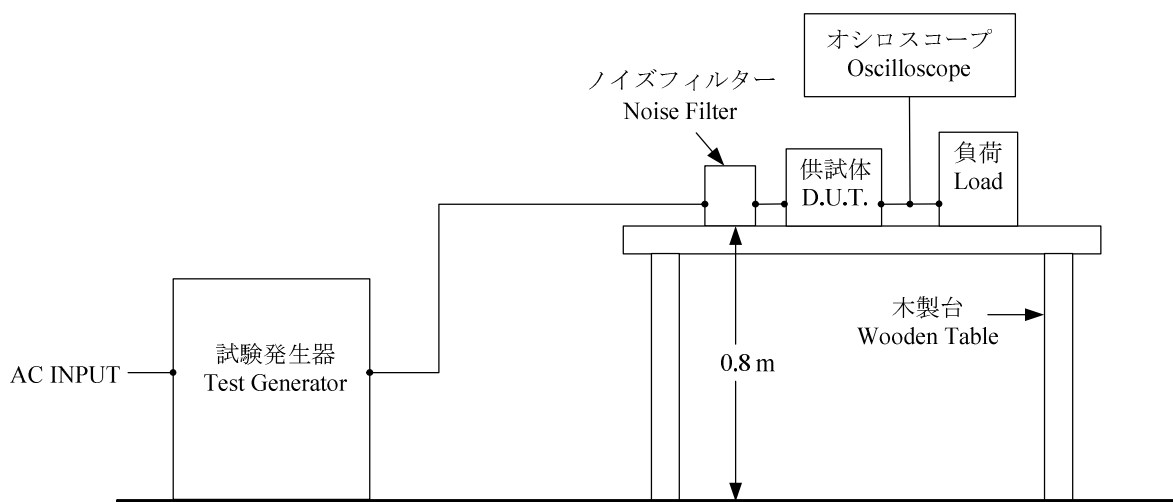 オシロスコープ
Oscilloscope
ノイズフィルター
Noise Filter
供試体
D.U.T.
負荷
Load
木製台
Wooden Table
0.8 m
試験発生器
Test Generator
AC INPUT